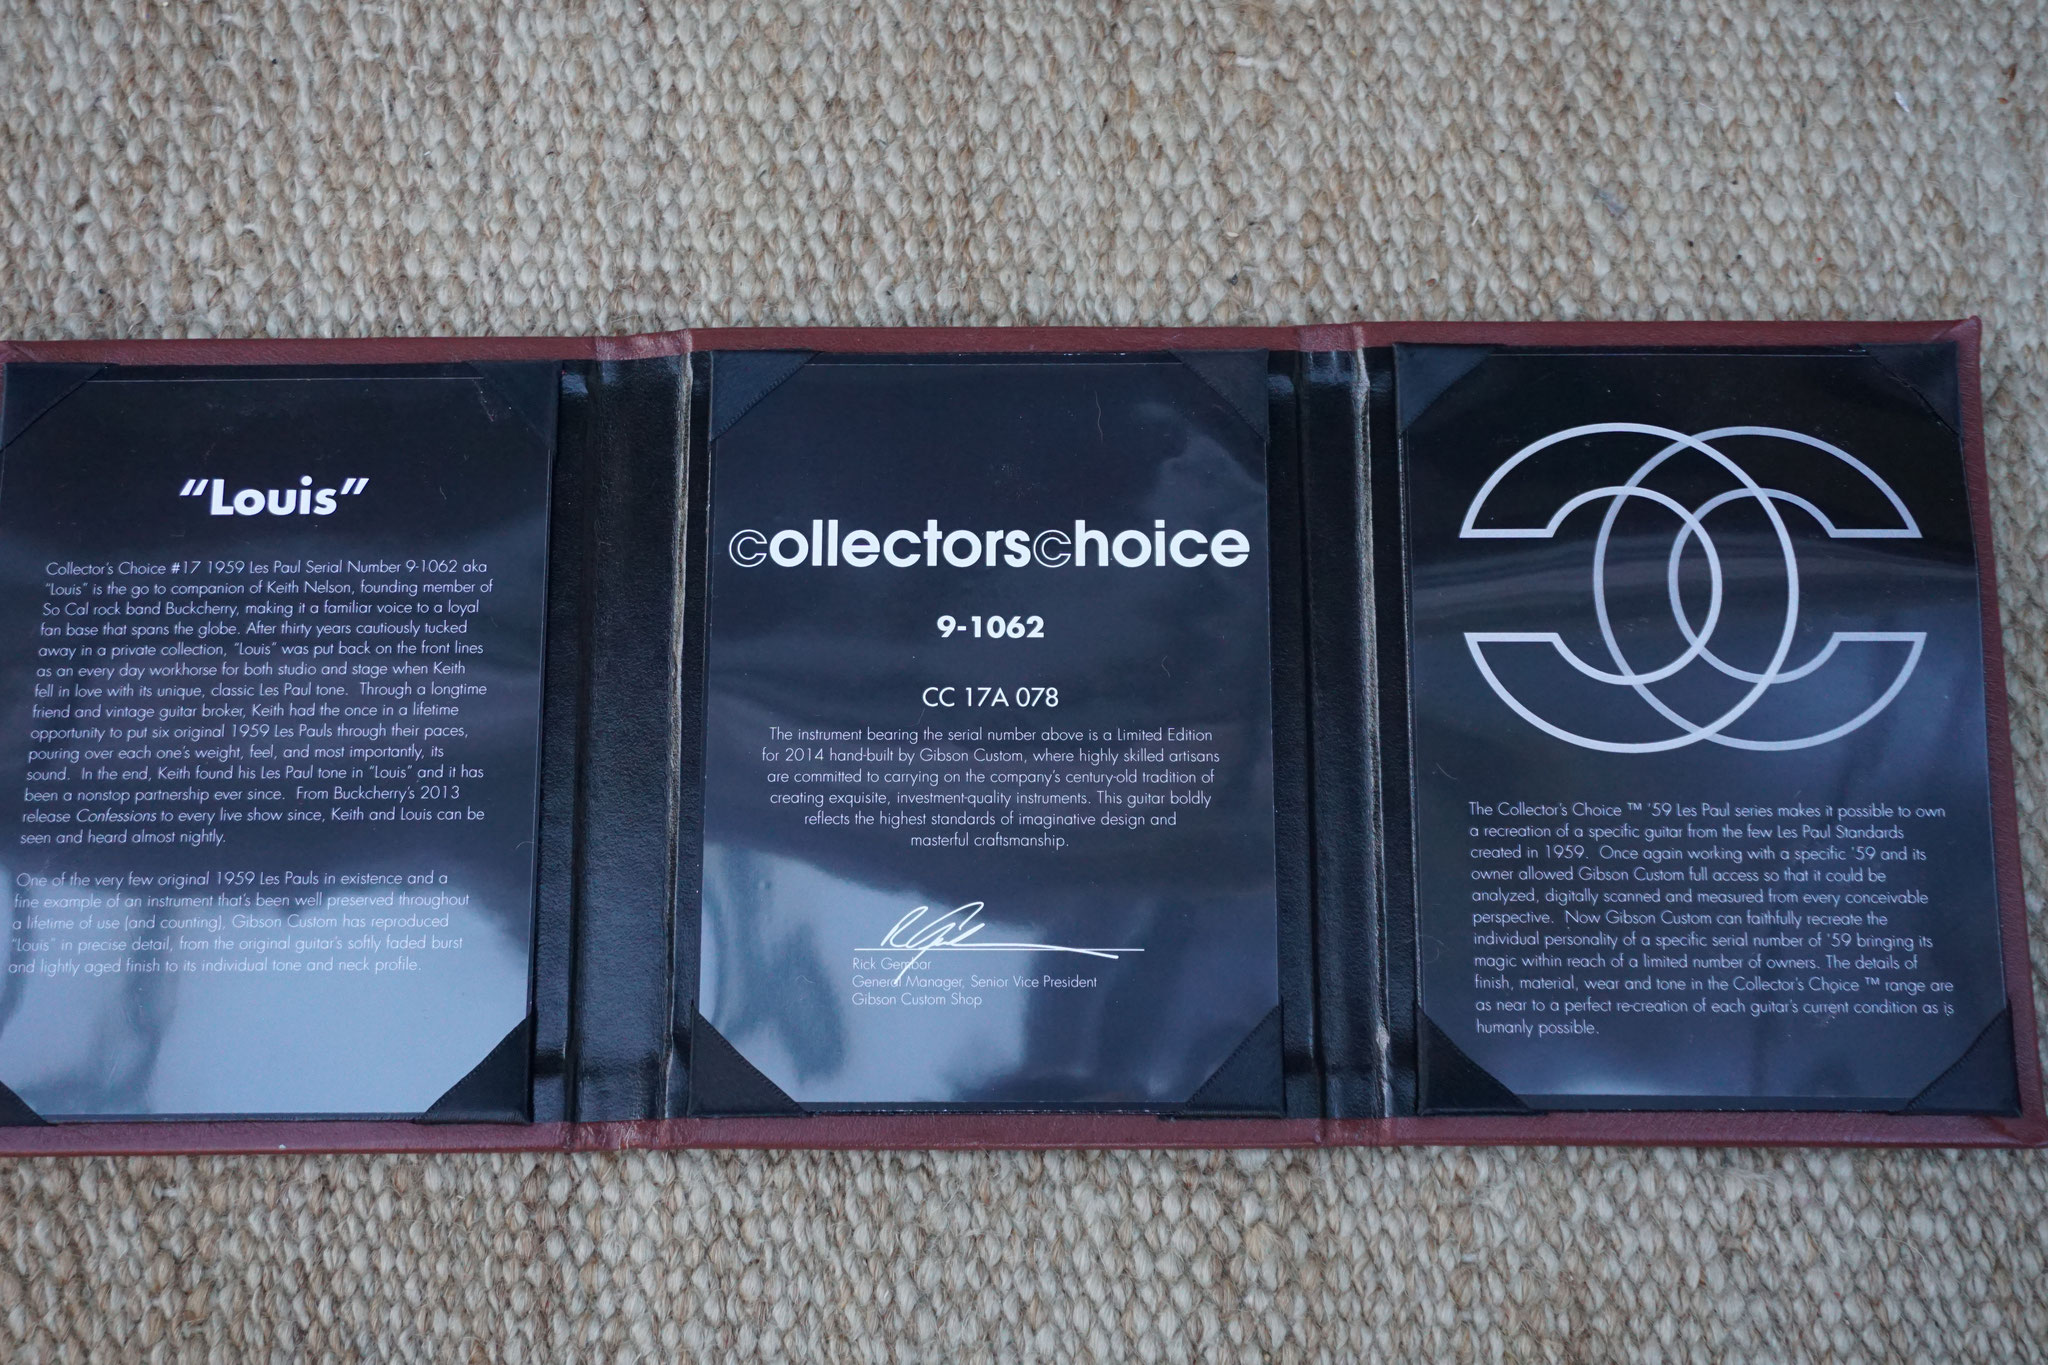 “Louis”
Collector's Choice #17 1959 Les Paul Serial Number 9-1062 aka
“Louis” is the go to companion of Keith Nelson, founding member of
So Cal rock band Buckcherry, making it a familiar voice to a loyal
fan base that spans the globe. After thirty years cautiously tucked
away in a private collection, “Louis” was put back on the front lines
as an every day workhorse for both studio and stage when Keith
fell in love with its unique, classic Les Paul tone. Through a longtime
friend and vintage guitar broker, Keith had the once in a lifetime
opportunity to put six original 1959 Les Pauls through their paces,
pouring over each one's weight, feel, and most importantly, its
sound. In the end, Keith found his Les Paul tone in “Louis” and it has
been a nonstop partnership ever since. From Buckcherry's 2013
release Confessions to every live show since, Keith and Louis can be
seen and heard almost nightly.
One of the very few original 1959 Les Pauls in existence and a
fine example of an instrument that's been well preserved throughout
a lifetime of use (and counting), Gibson Custom has reproduced
“Louis” in precise detail, from the original guitar's softly faded burst
and lightly aged finish to its individual tone and neck profile.
collectorschoice
9-1062
CC 17A 078
The instrument bearing the serial number above is a Limited Edition
for 2014 hand-built by Gibson Custom, where highly skilled artisans
are committed to carrying on the company's century-old tradition of
creating exquisite, investment-quality instruments. This guitar boldly
reflects the highest standards of imaginative design and
masterful craftsmanship.
Rick Gembar
General Manager, Senior Vice President
Gibson Custom Shop
The Collector's Choice ™ '59 Les Paul series makes it possible to own
a recreation of a specific guitar from the few Les Paul Standards
created in 1959. Once again working with a specific '59 and its
owner allowed Gibson Custom full access so that it could be
analyzed, digitally scanned and measured from every conceivable
perspective. Now Gibson Custom can faithfully recreate the
individual personality of a specific serial number of '59 bringing its
magic within reach of a limited number of owners. The details of
finish, material, wear and tone in the Collector's Choice ™ range are
as near to a perfect re-creation of each guitar's current condition as is
humanly possible.